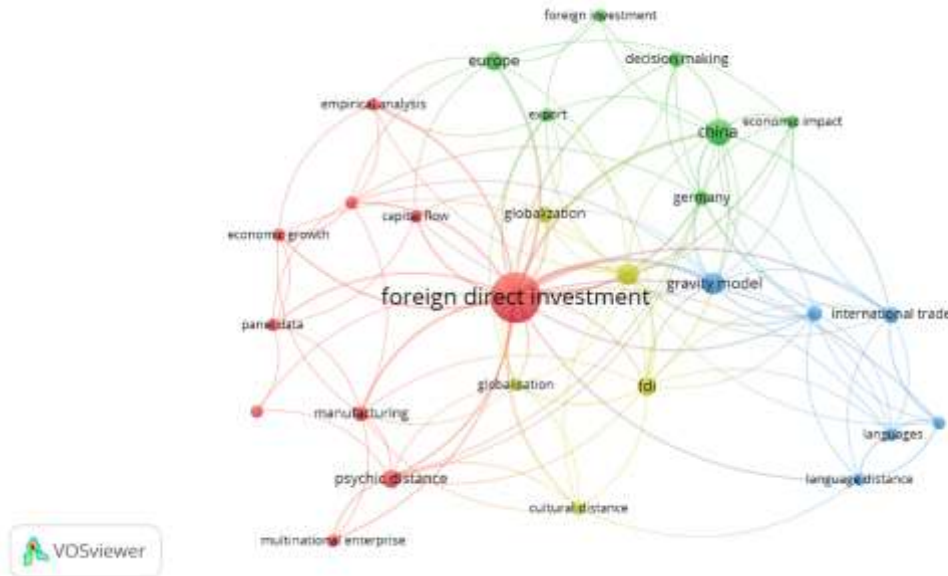 foreign investment
europe
decision making
empirical analysis
export
economic impact
china
germany
globalization
capital flow
economic growth
gravity model
foreign direct investment
international trade
panel data
globalisation
fdi
manufacturing
languages
psychic distance
language distance
cultural distance
multinational enterprise
VOSviewer